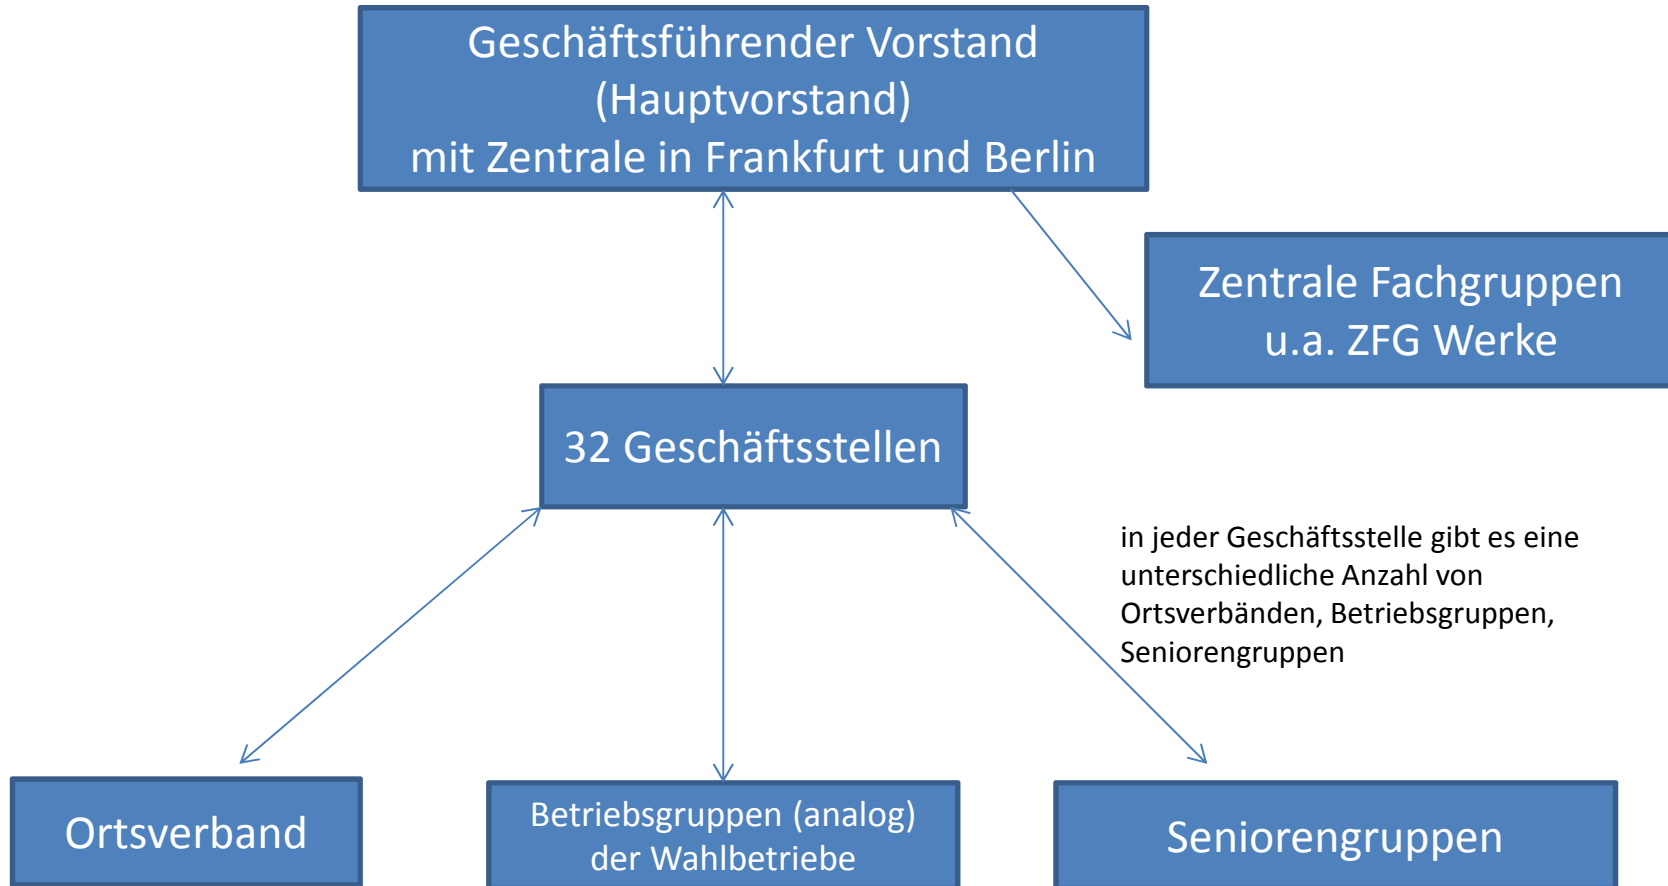 Geschäftsführender Vorstand
(Hauptvorstand)
mit Zentrale in Frankfurt und Berlin
Zentrale Fachgruppen
u.a. ZFG Werke
32 Geschäftsstellen
in jeder Geschäftsstelle gibt es eine
unterschiedliche Anzahl von
Ortsverbänden, Betriebsgruppen,
Seniorengruppen
Ortsverband
Betriebsgruppen (analog)
der Wahlbetriebe
Seniorengruppen